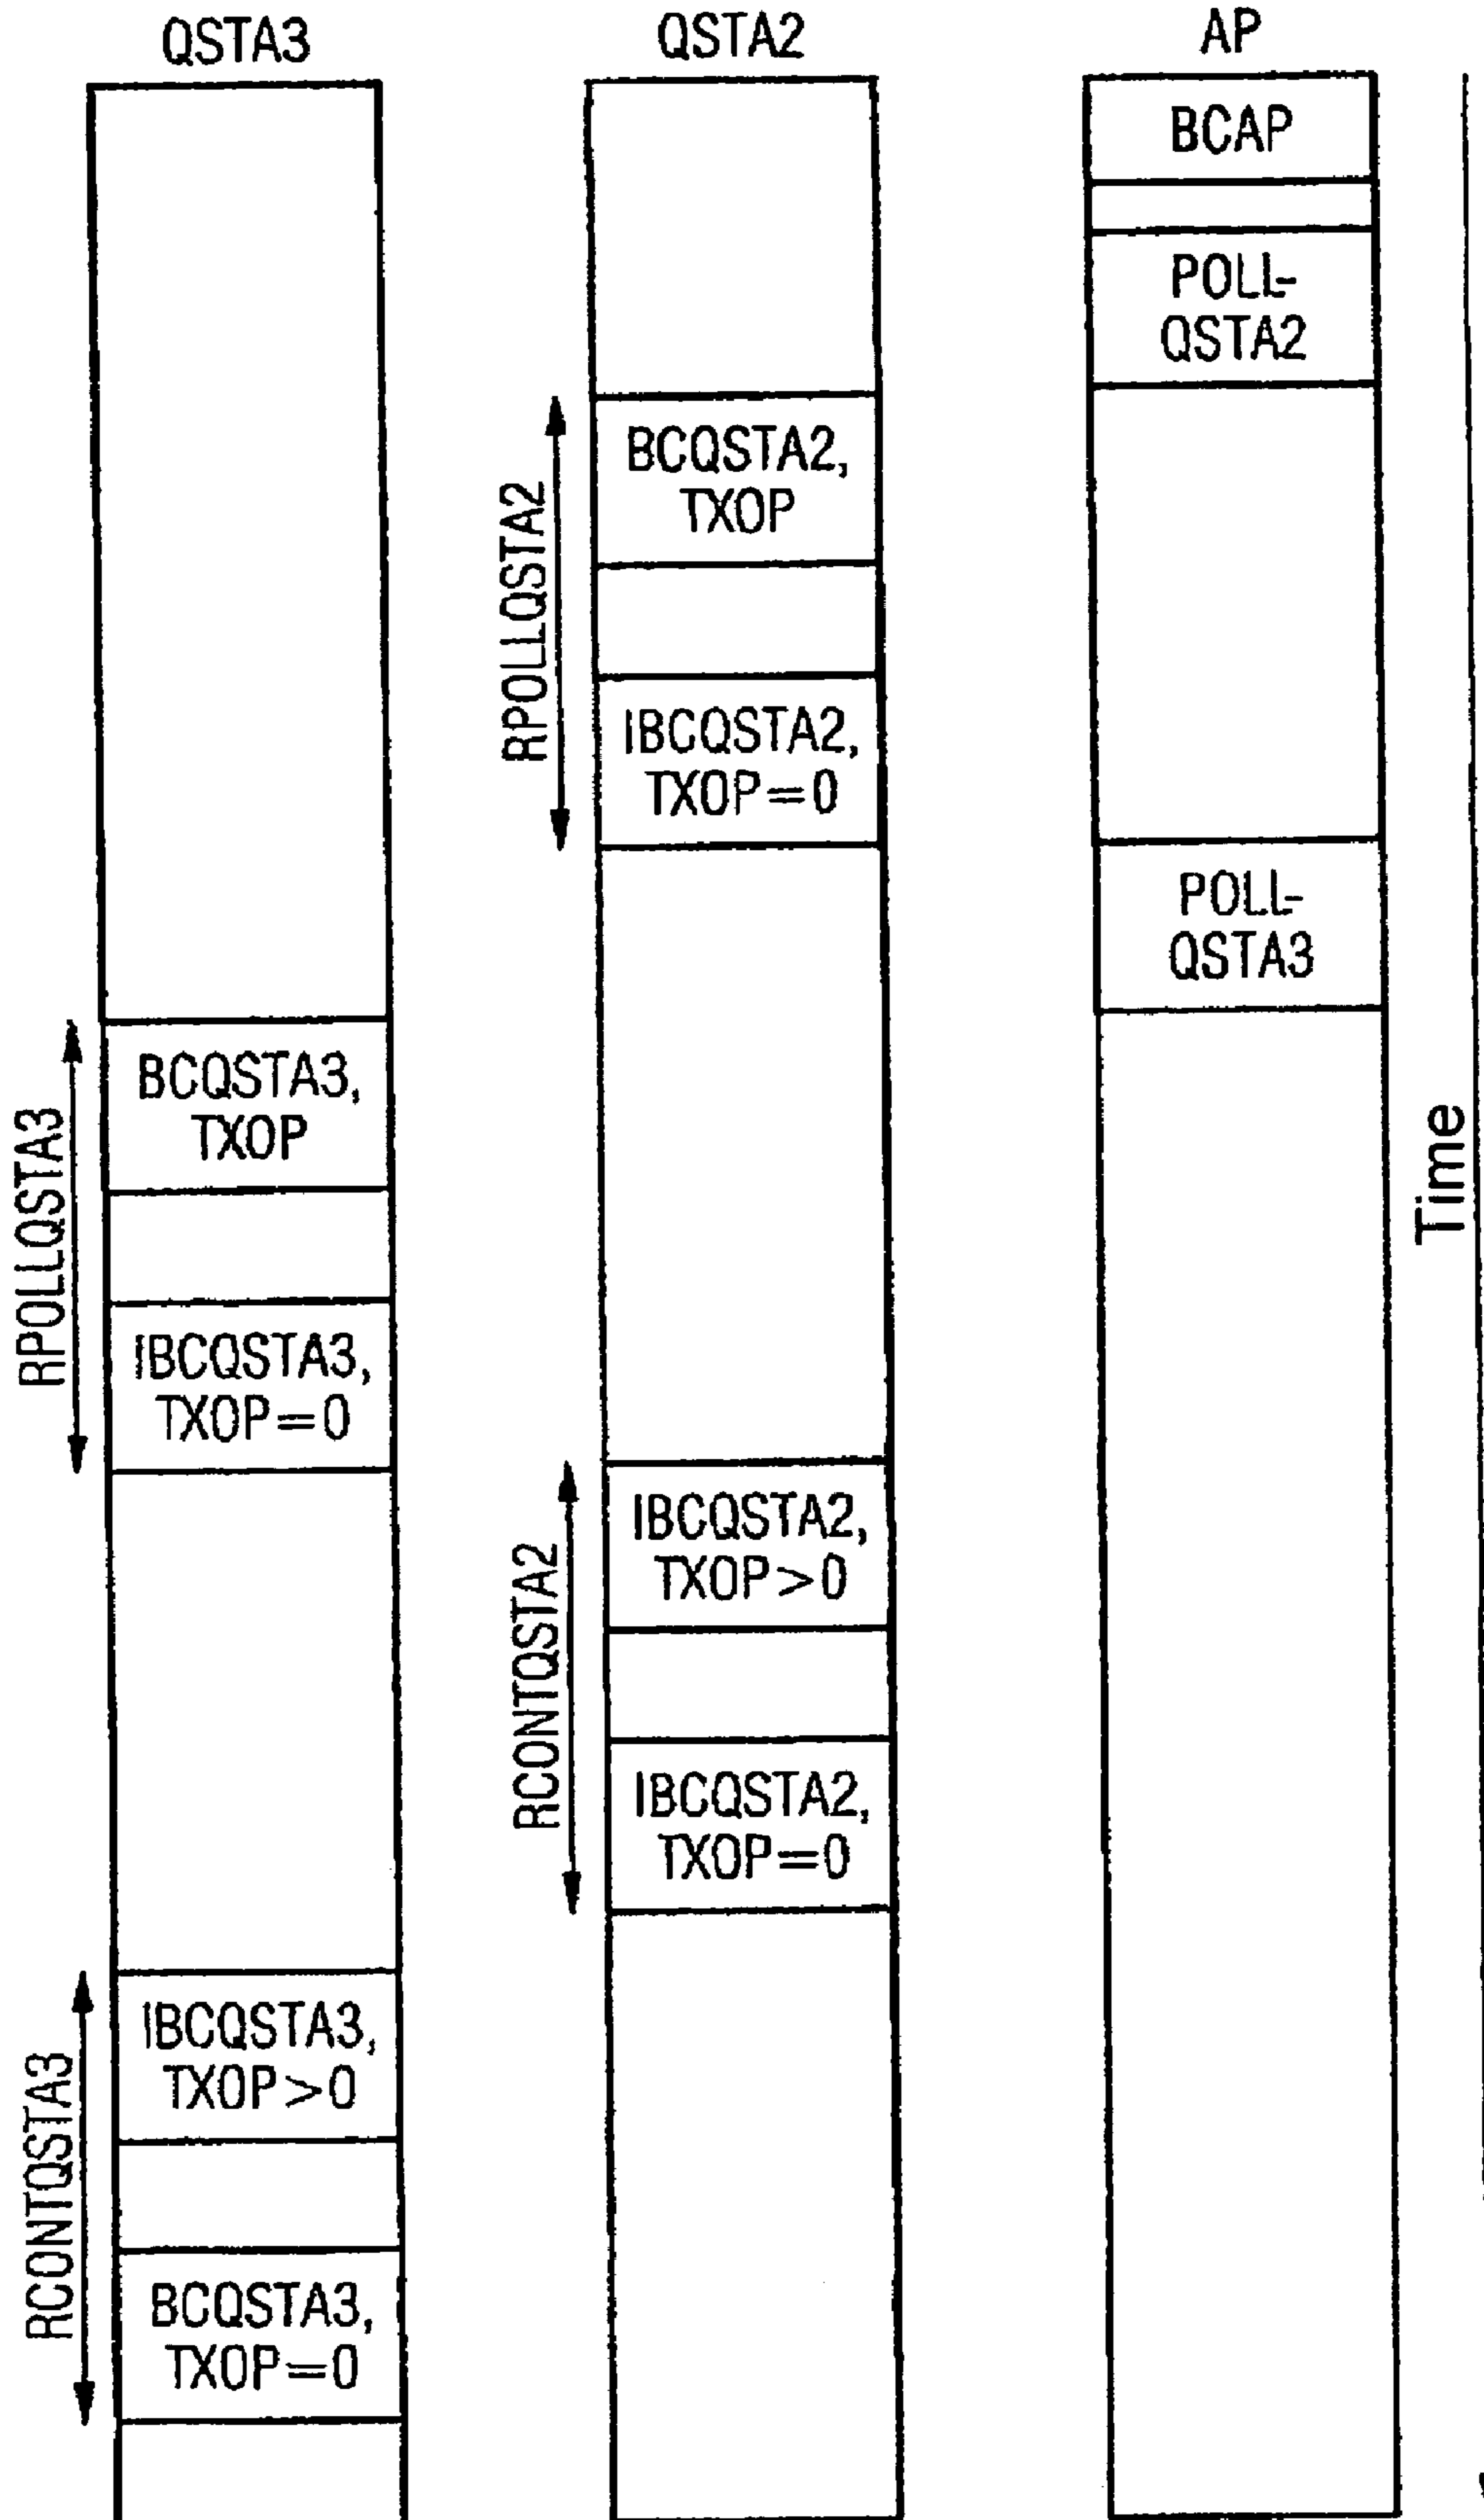 QSTA3
QSTA2
AP
BCAP
POLL-
QSTA2
BCQSTA2,
TXOP
RPOLLQSTA2
IBCQSTA2,
TXOP=0
POLL-
QSTA3
BCQSTA3,
TXOP
RPOLLQSTA3
Time
IBCQSTA3,
TXOP=0
IBCQSTA2,
TXOP>0
RCONTQSTA2
IBCQSTA2,
TXOP=0
IBCQSTA3,
TXOP>0
RCONTQSTA3
BCQSTA3,
TXOP=0